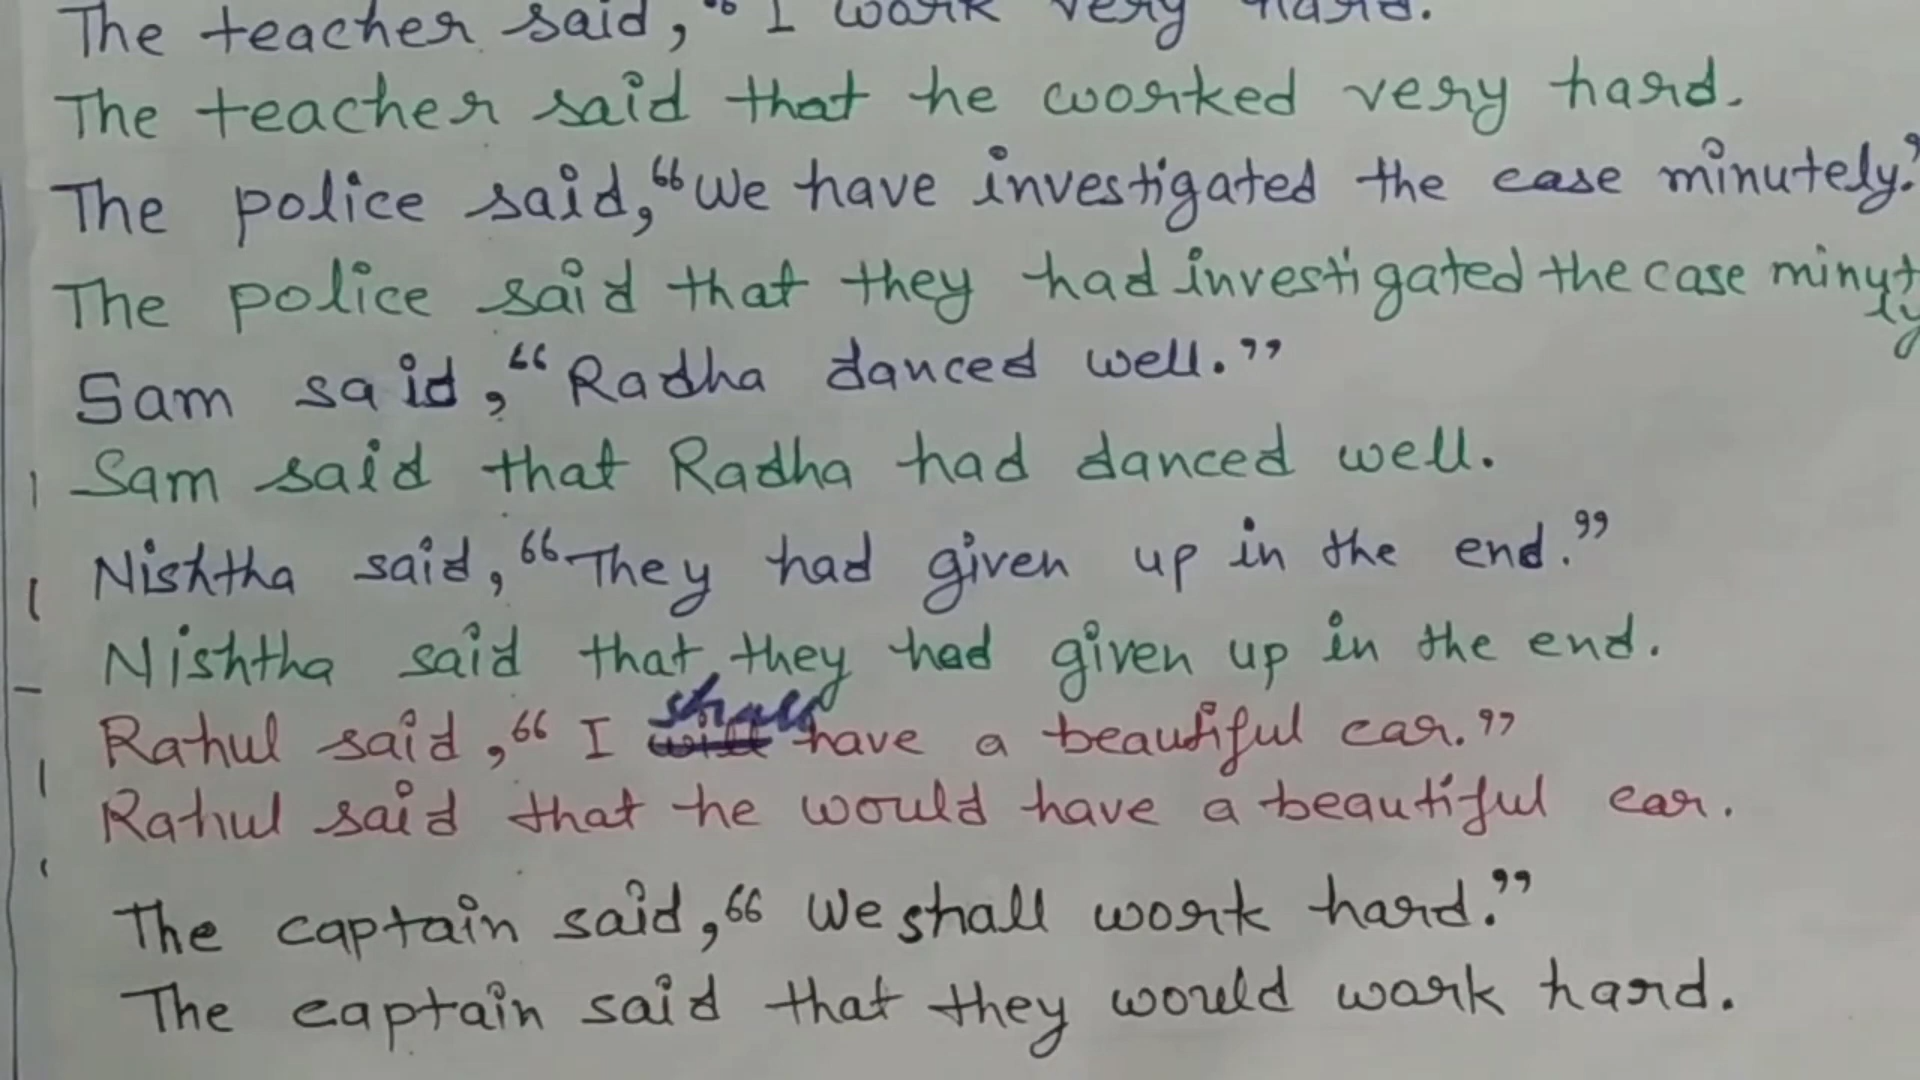 The teacher said, “I work very hard.
The teacher said that he worked very hard.
The police said, “We have investigated the case minutely.”
The police said that they had investigated the case minutly
Sam said, “Radha danced well.”
Sam said that Radha had danced well.
Nishtha said, “They had given up in the end.”
Nishtha said that they had given up in the end.
Rahul said, “I shall have a beautiful car.”
Rahul said that he would have a beautiful car.
The captain said, “We shall work hard.”
The captain said that they would work hard.